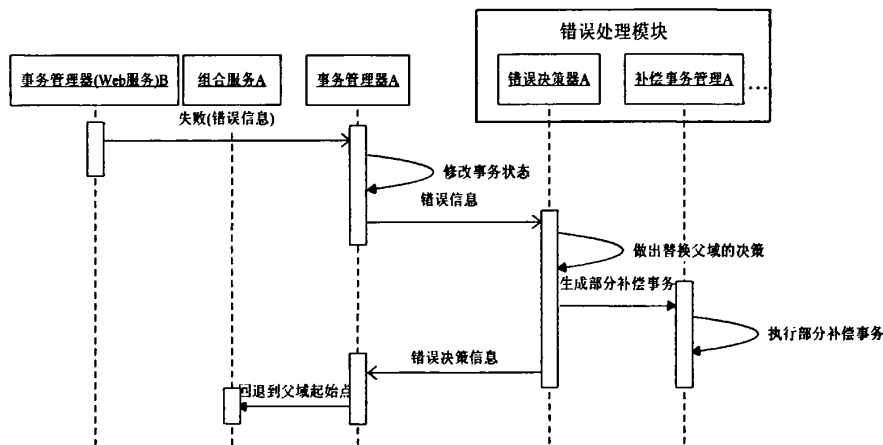 错误处理模块
事务管理器(Web服务)B
组合服务A
事务管理器A
错误决策器A
补偿事务管理A
...
失败(错误信息)
修改事务状态
错误信息
做出替换父域的决策
生成部分补偿事务
执行部分补偿事务
错误决策信息
回退到父域起始点